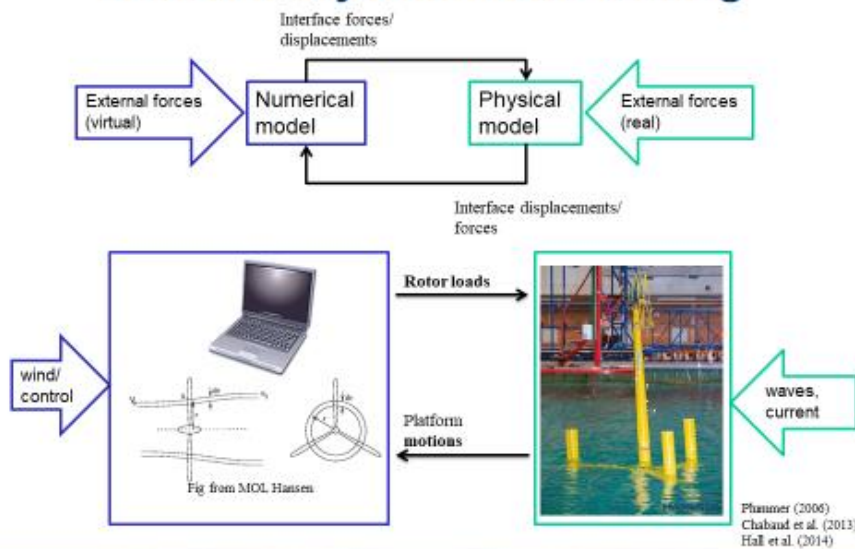 Interface forces/
displacements
External forces
(virtual)
Numerical
model
Physical
model
External forces
(real)
Interface displacements/
forces
Rotor loads
wind/
control
waves,
current
Platform
motions
Fig from MOL Hansen
Plummer (2006)
Chabaud et al. (2013)
Hall et al. (2014)